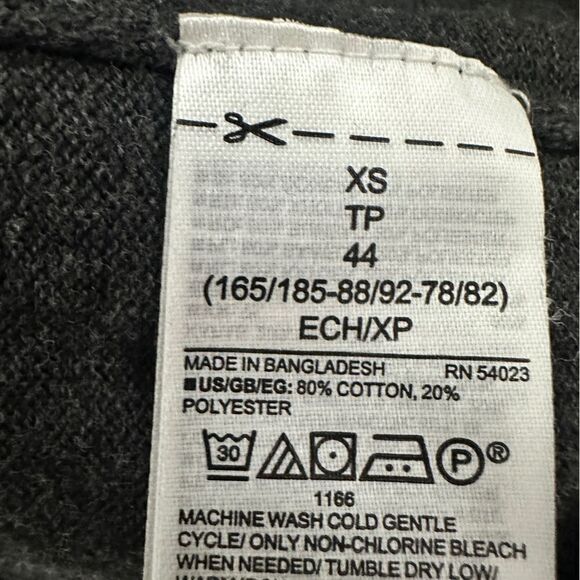 XS
TP
44
(165/185-88/92-78/82)
ECH/XP
MADE IN BANGLADESH RN 54023
US/GB/EG: 80% COTTON, 20%
POLYESTER
30 P ®
1166
MACHINE WASH COLD GENTLE
CYCLE/ ONLY NON-CHLORINE BLEACH
WHEN NEEDED/ TUMBLE DRY LOW/